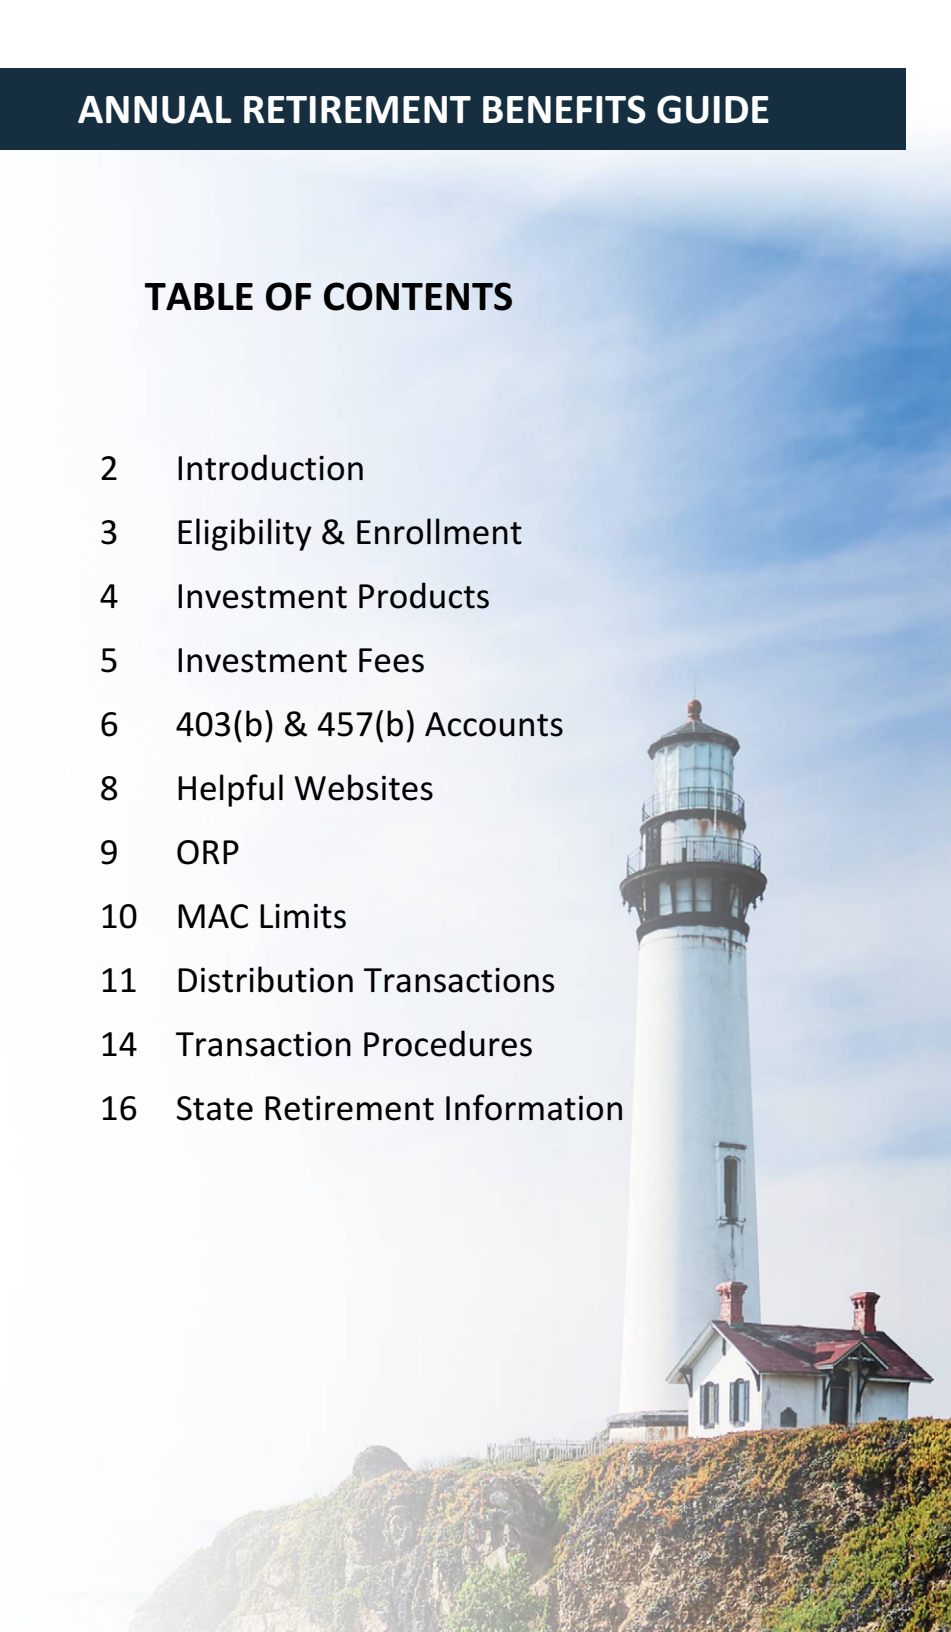 ANNUAL RETIREMENT BENEFITS GUIDE
TABLE OF CONTENTS
2 Introduction
3 Eligibility & Enrollment
4 Investment Products
5 Investment Fees
6 403(b) & 457(b) Accounts
8 Helpful Websites
9 ORP
10 MAC Limits
11 Distribution Transactions
14 Transaction Procedures
16 State Retirement Information